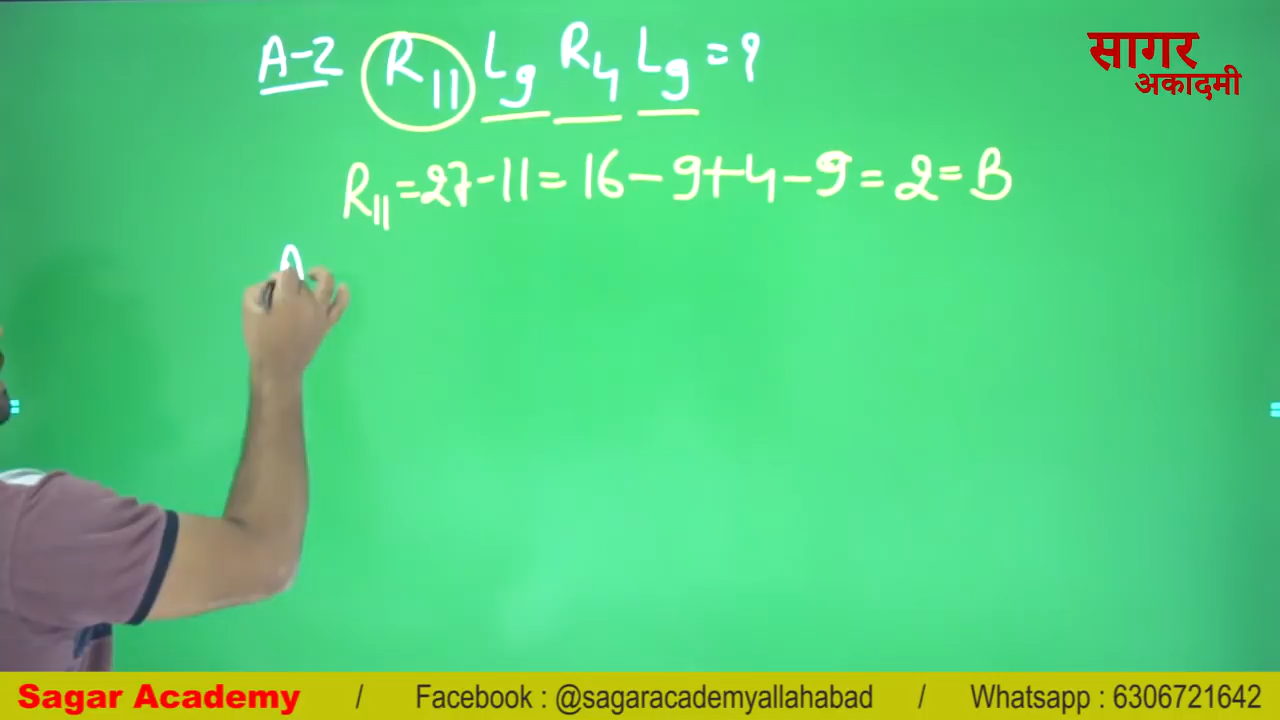 A-Z R11 L9 R4 L9 = ?
सागर
अकादमी
R11 = 27-11 = 16-9+4-9 = 2 = B
A
Sagar Academy / Facebook : @sagaracademyallahabad / Whatsapp : 6306721642